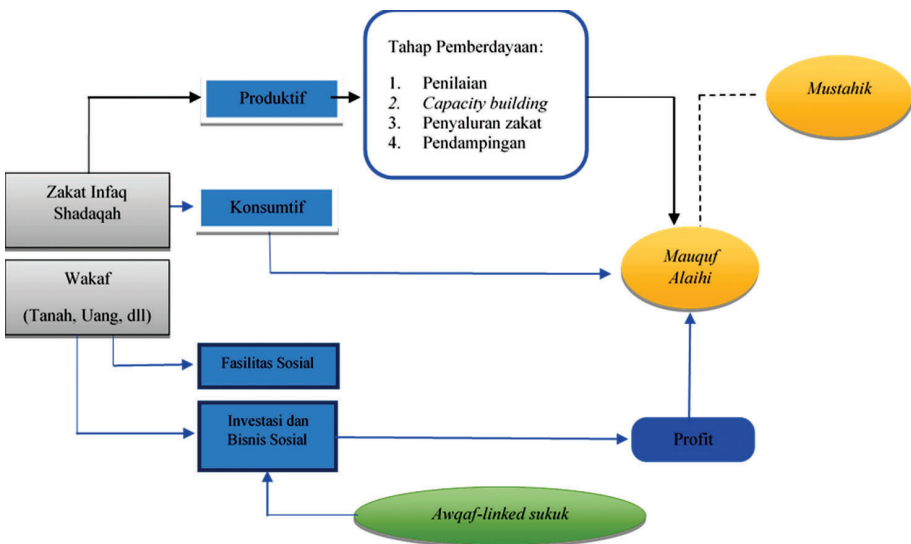 Tahap Pemberdayaan:
1. Penilaian
2. Capacity building
3. Penyaluran zakat
4. Pendampingan
Mustahik
Produktif
Zakat Infaq
Shadaqah
Konsumtif
Mauquf
Alaihi
Wakaf
(Tanah, Uang, dll)
Fasilitas Sosial
Investasi dan
Bisnis Sosial
Profit
Awqaf-linked sukuk